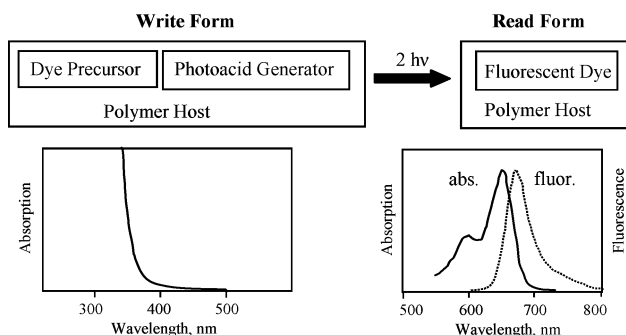 Write Form
Read Form
Dye Precursor
Photoacid Generator
Polymer Host
2 hν
Fluorescent Dye
Polymer Host
Absorption
300
400
500
Wavelength, nm
Absorption
abs.
fluor.
Fluorescence
500
600
700
800
Wavelength, nm